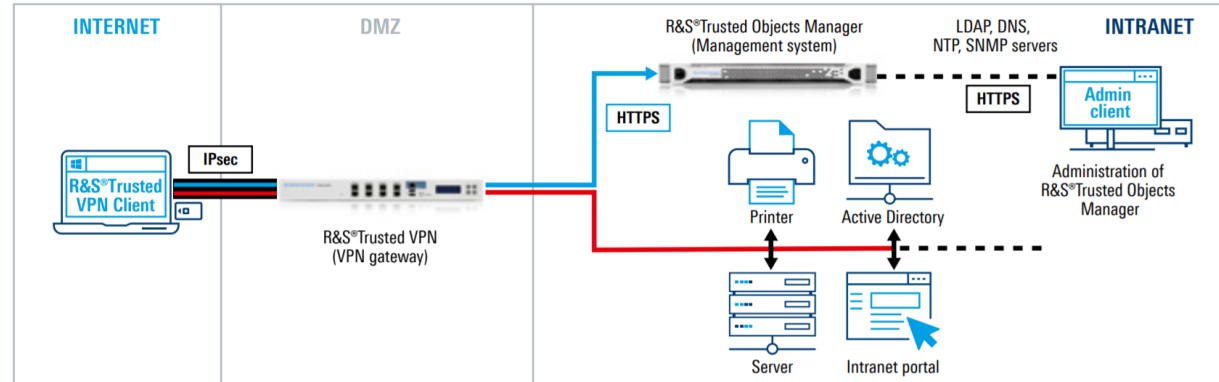 INTERNET
DMZ
R&S®Trusted Objects Manager
(Management system)
LDAP, DNS,
NTP, SNMP servers
INTRANET
HTTPS
HTTPS
Admin
client
IPsec
R&S®Trusted
VPN Client
R&S®Trusted VPN
(VPN gateway)
Printer
Active Directory
Administration of
R&S®Trusted Objects
Manager
Server
Intranet portal